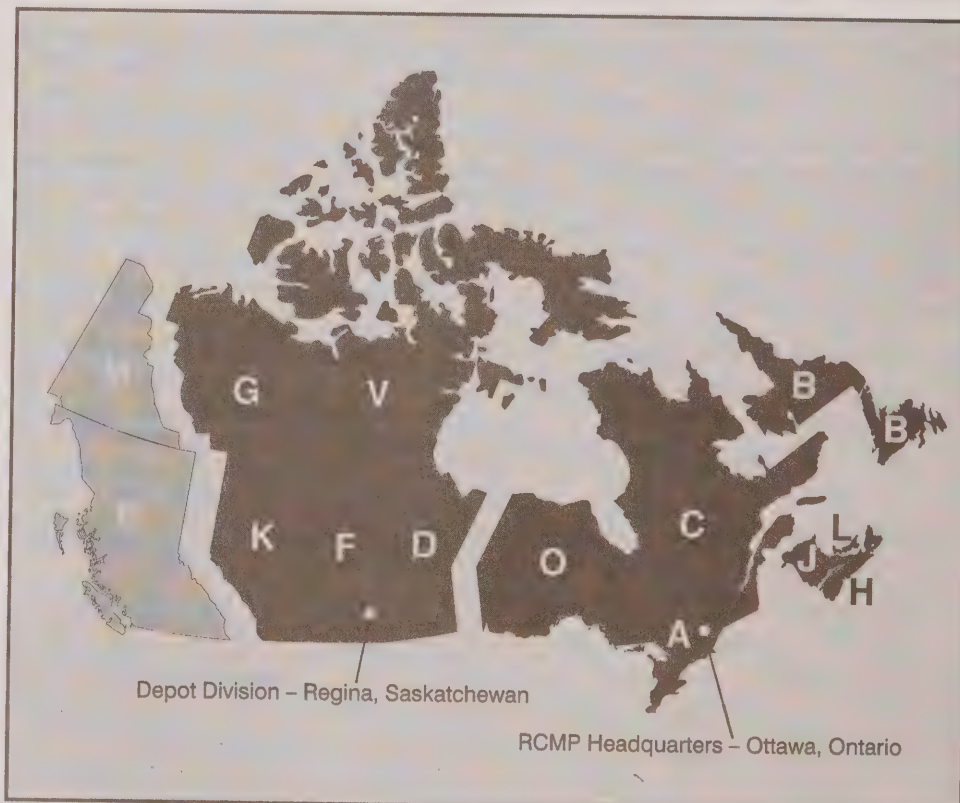 G
V
B
B
K
F
D
O
C
L
J
H
A
Depot Division – Regina, Saskatchewan
RCMP Headquarters – Ottawa, Ontario